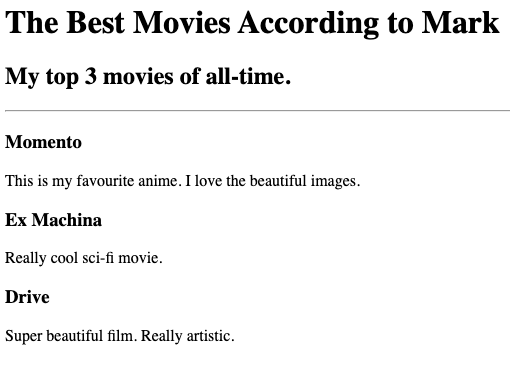 The Best Movies According to Mark
My top 3 movies of all-time.
Momento
This is my favourite anime. I love the beautiful images.
Ex Machina
Really cool sci-fi movie.
Drive
Super beautiful film. Really artistic.